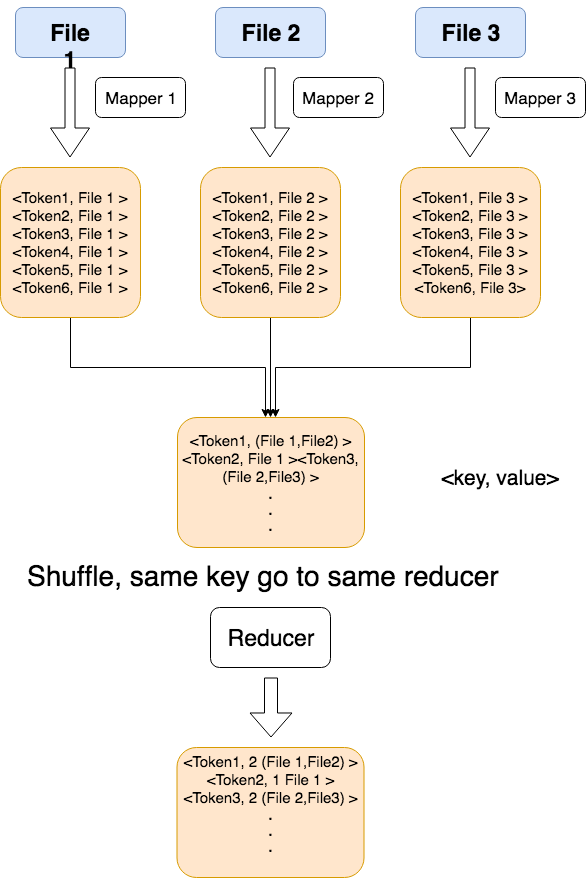 File
1
File 2
File 3
Mapper 1
Mapper 2
Mapper 3
<Token1, File 1 >
<Token2, File 1 >
<Token3, File 1 >
<Token4, File 1 >
<Token5, File 1 >
<Token6, File 1 >
<Token1, File 2 >
<Token2, File 2 >
<Token3, File 2 >
<Token4, File 2 >
<Token5, File 2 >
<Token6, File 2 >
<Token1, File 3 >
<Token2, File 3 >
<Token3, File 3 >
<Token4, File 3 >
<Token5, File 3 >
<Token6, File 3>
<Token1, (File 1,File2) >
<Token2, File 1 ><Token3,
(File 2,File3) >
.
.
.
<key, value>
Shuffle, same key go to same reducer
Reducer
<Token1, 2 (File 1,File2) >
<Token2, 1 File 1 >
<Token3, 2 (File 2,File3) >
.
.
.